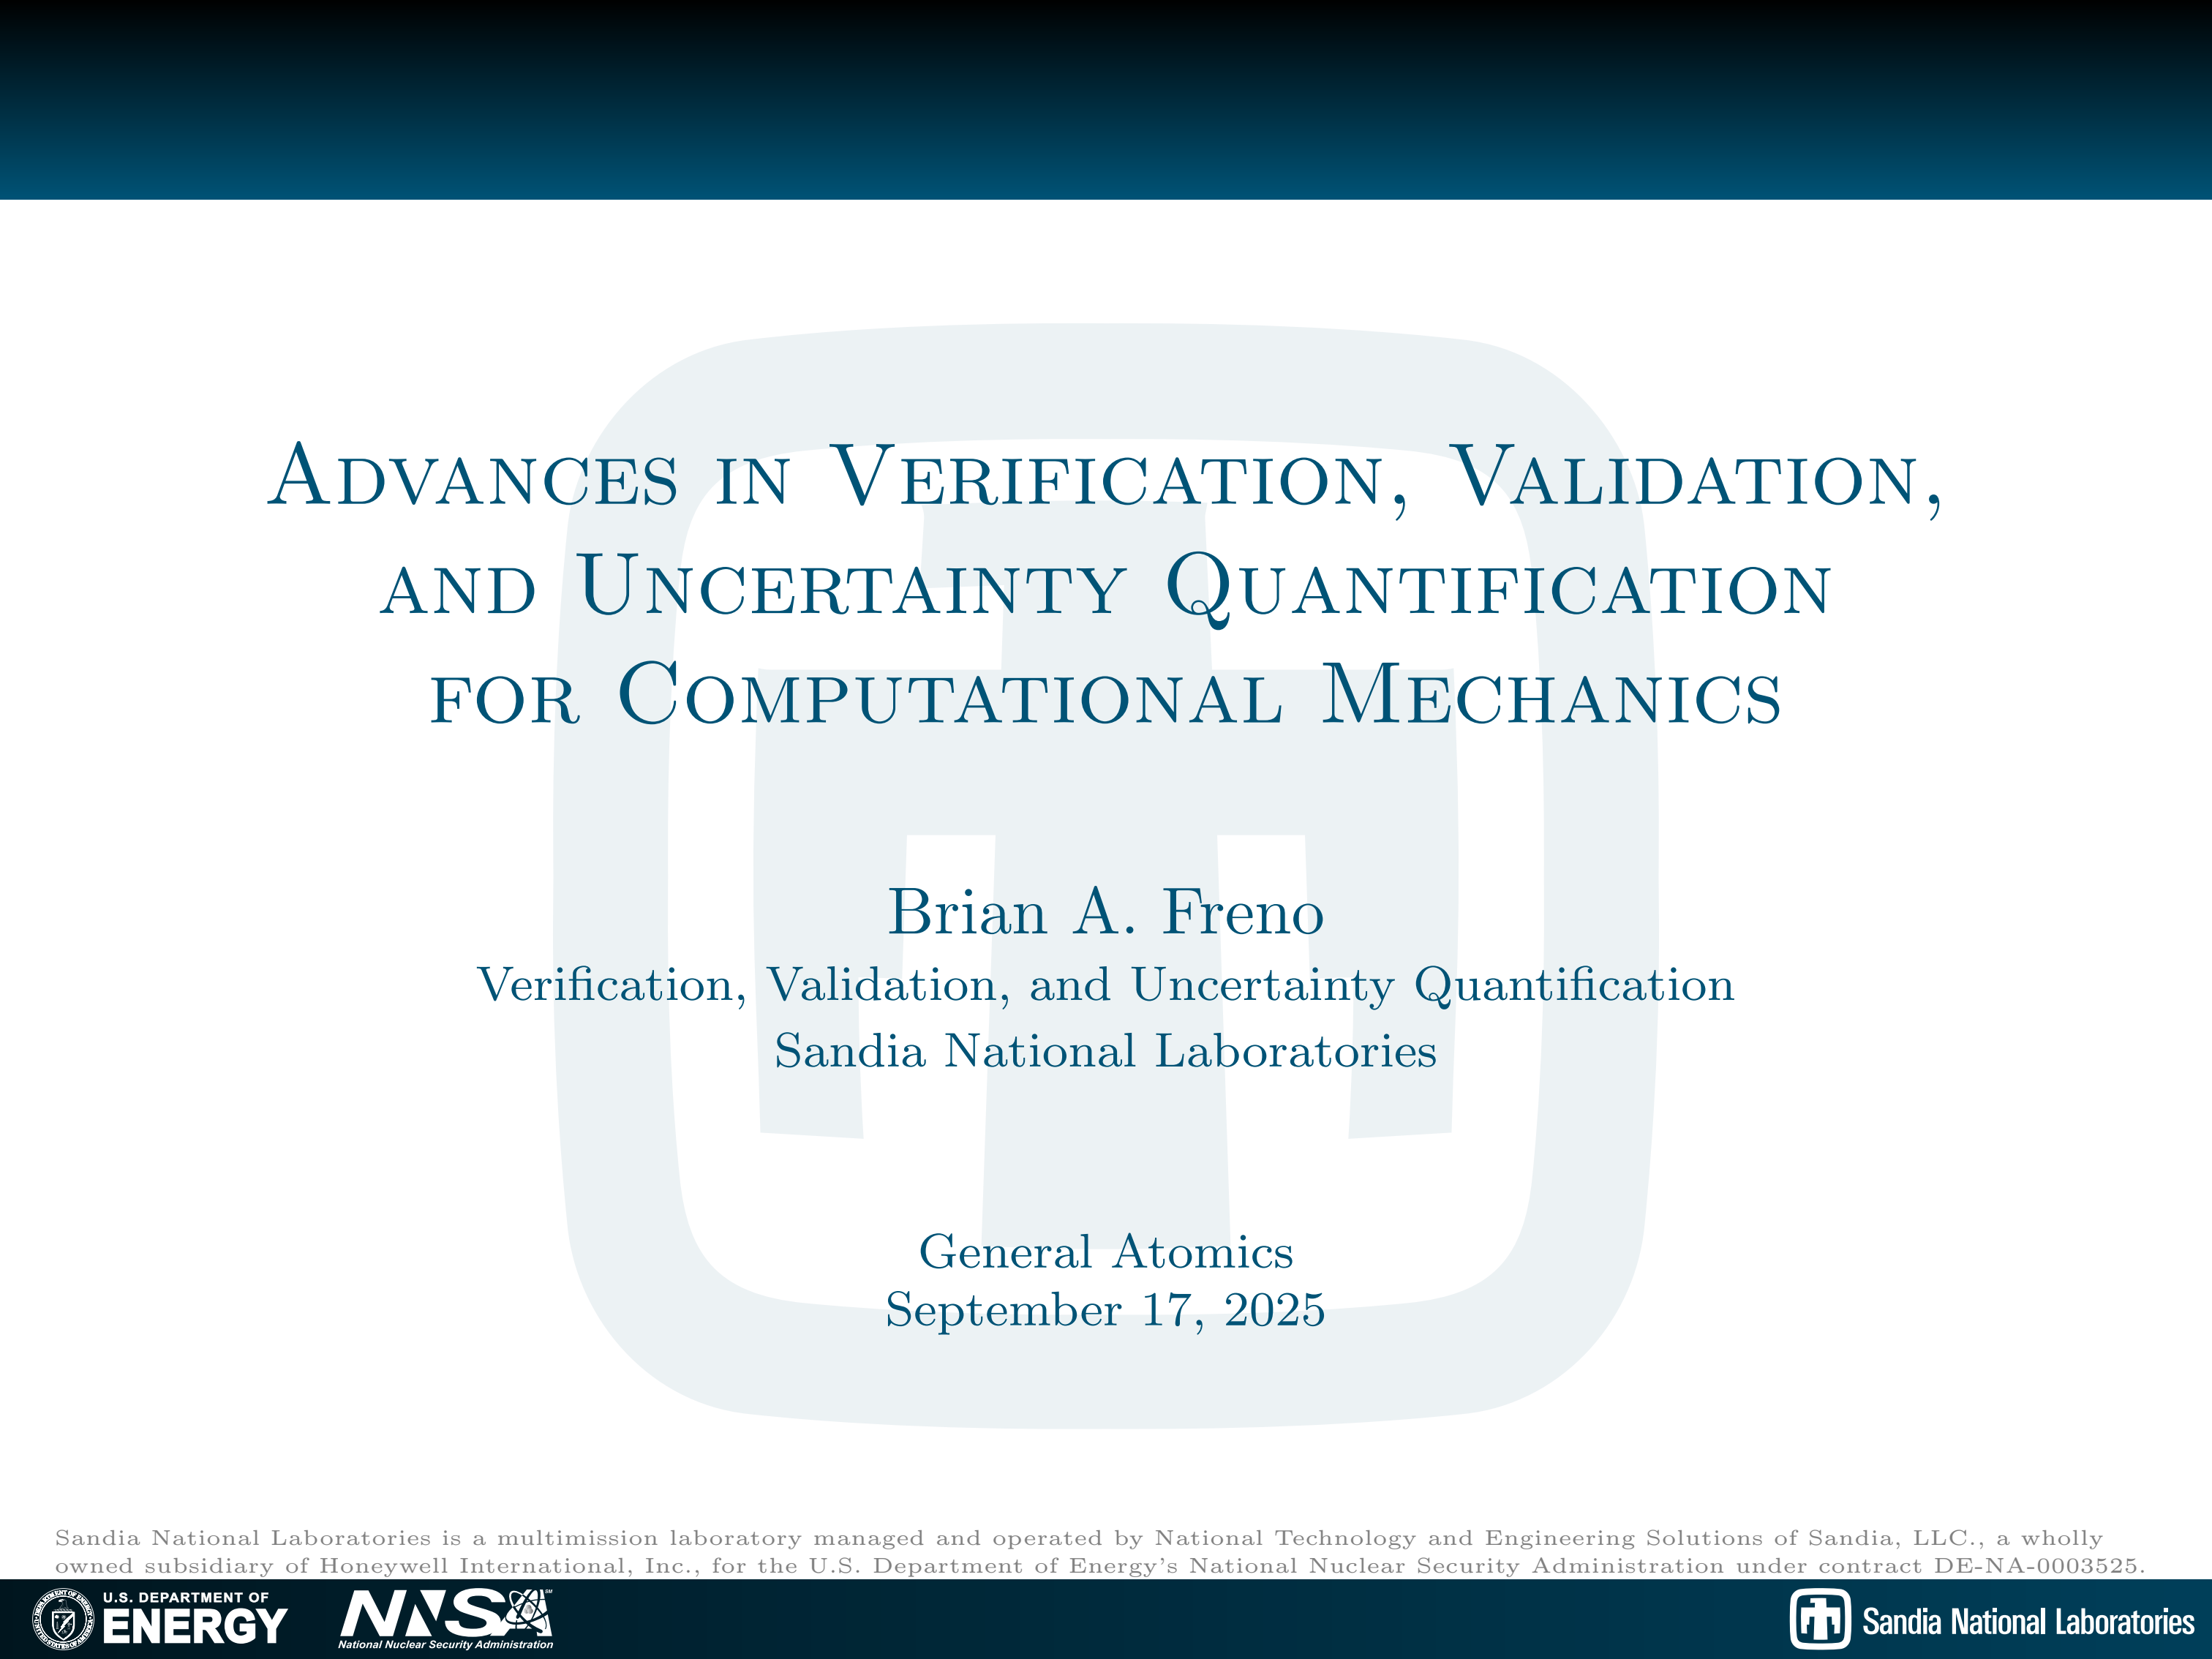 Advances in Verification, Validation,
and Uncertainty Quantification
for Computational Mechanics
Brian A. Freno
Verification, Validation, and Uncertainty Quantification
Sandia National Laboratories
General Atomics
September 17, 2025
Sandia National Laboratories is a multimission laboratory managed and operated by National Technology and Engineering Solutions of Sandia, LLC., a wholly
owned subsidiary of Honeywell International, Inc., for the U.S. Department of Energy's National Nuclear Security Administration under contract DE-NA-0003525.
U.S. DEPARTMENT OF
ENERGY
NNSA
National Nuclear Security Administration
Sandia National Laboratories